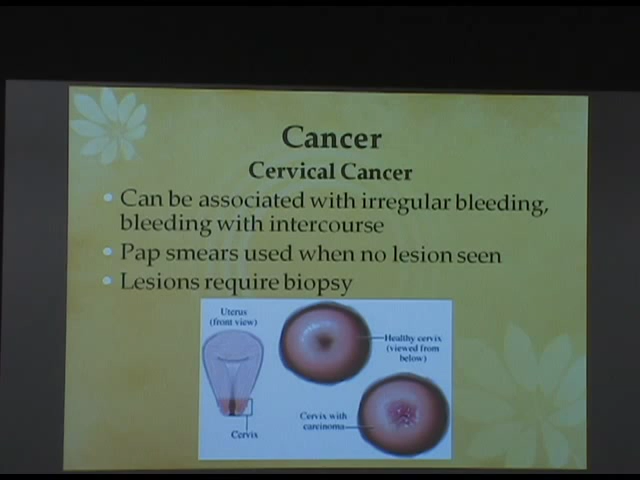 Cancer
Cervical Cancer
Can be associated with irregular bleeding,
bleeding with intercourse
Pap smears used when no lesion seen
Lesions require biopsy
Uterus
(front view)
Healthy cervix
(viewed from
below)
Cervix with
carcinoma
Cervix